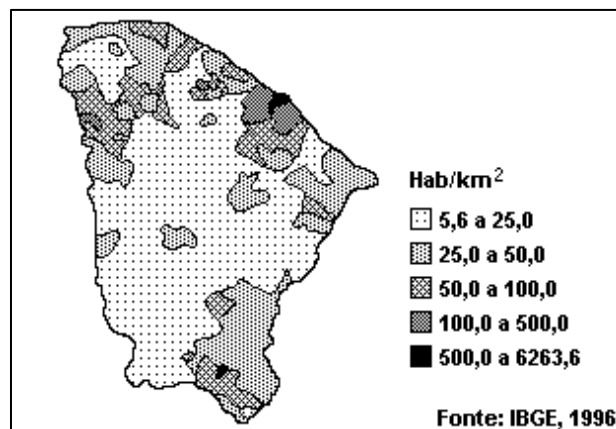 Hab/km²
5,6 a 25,0
25,0 a 50,0
50,0 a 100,0
100,0 a 500,0
500,0 a 6263,6
Fonte: IBGE, 1996